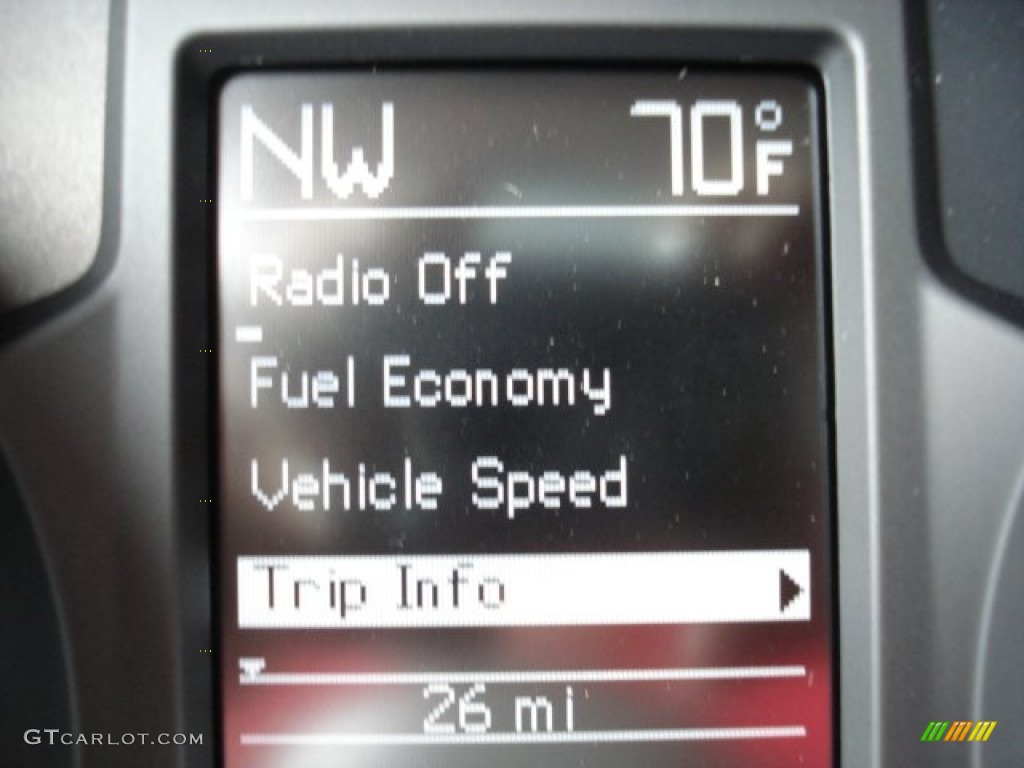 NW 70°F
Radio Off
Fuel Economy
Vehicle Speed
Trip Info
26 mi
GTCARLOT.COM